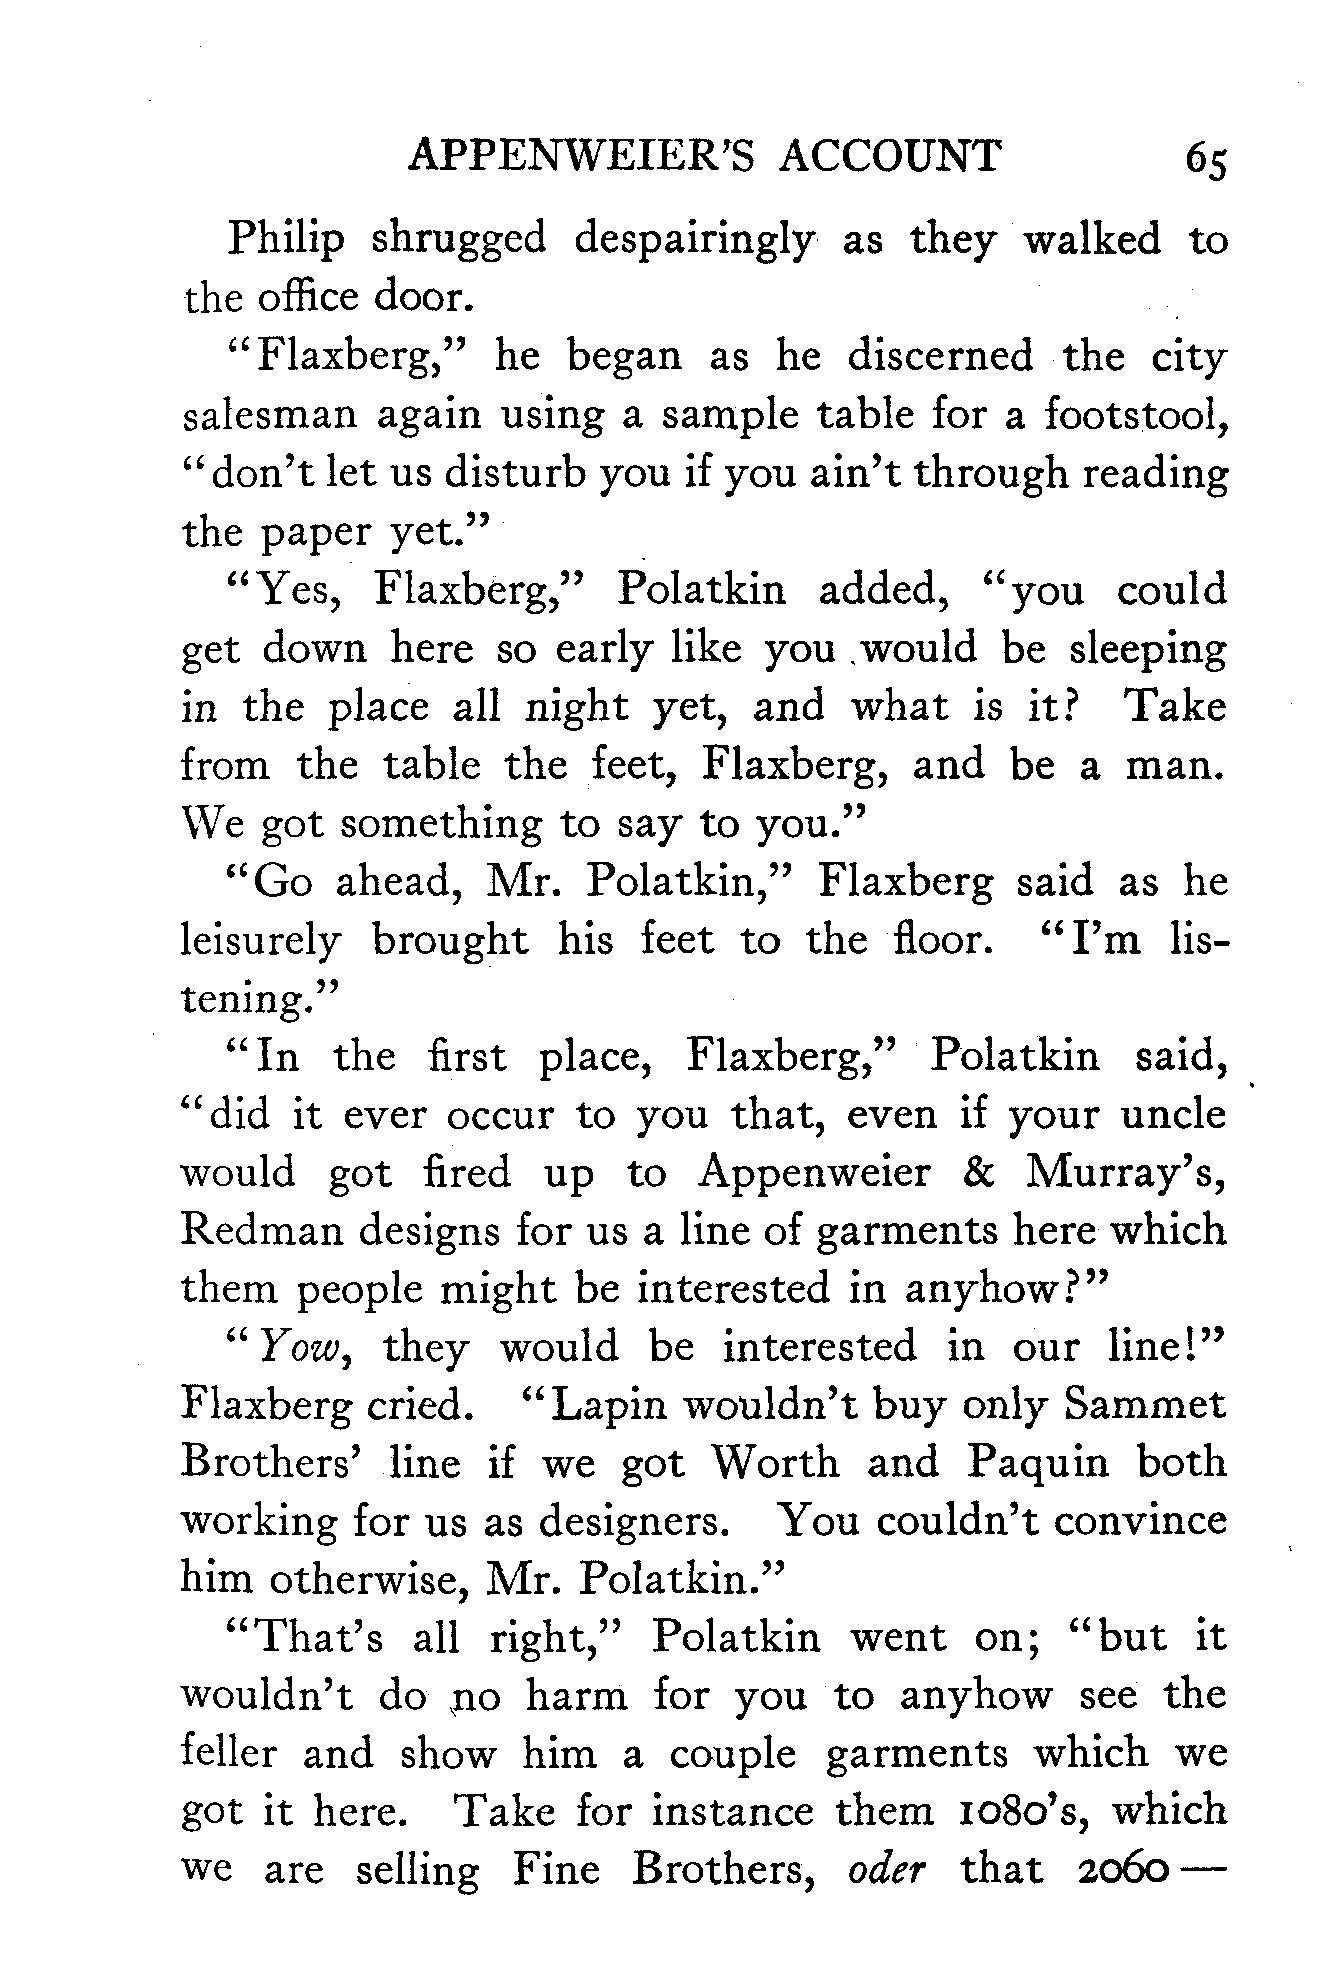 APPENWEIER'S ACCOUNT 65
Philip shrugged despairingly as they walked to
the office door.
"Flaxberg," he began as he discerned the city
salesman again using a sample table for a footstool,
"don't let us disturb you if you ain't through reading
the paper yet."
"Yes, Flaxberg," Polatkin added, "you could
get down here so early like you would be sleeping
in the place all night yet, and what is it? Take
from the table the feet, Flaxberg, and be a man.
We got something to say to you."
"Go ahead, Mr. Polatkin," Flaxberg said as he
leisurely brought his feet to the floor. "I'm lis-
tening."
"In the first place, Flaxberg," Polatkin said,
"did it ever occur to you that, even if your uncle
would got fired up to Appenweier & Murray's,
Redman designs for us a line of garments here which
them people might be interested in anyhow?"
"Yow, they would be interested in our line!"
Flaxberg cried. "Lapin wouldn't buy only Sammet
Brothers' line if we got Worth and Paquin both
working for us as designers. You couldn't convince
him otherwise, Mr. Polatkin."
"That's all right," Polatkin went on; "but it
wouldn't do no harm for you to anyhow see the
feller and show him a couple garments which we
got it here. Take for instance them 1080's, which
we are selling Fine Brothers, oder that 2060—